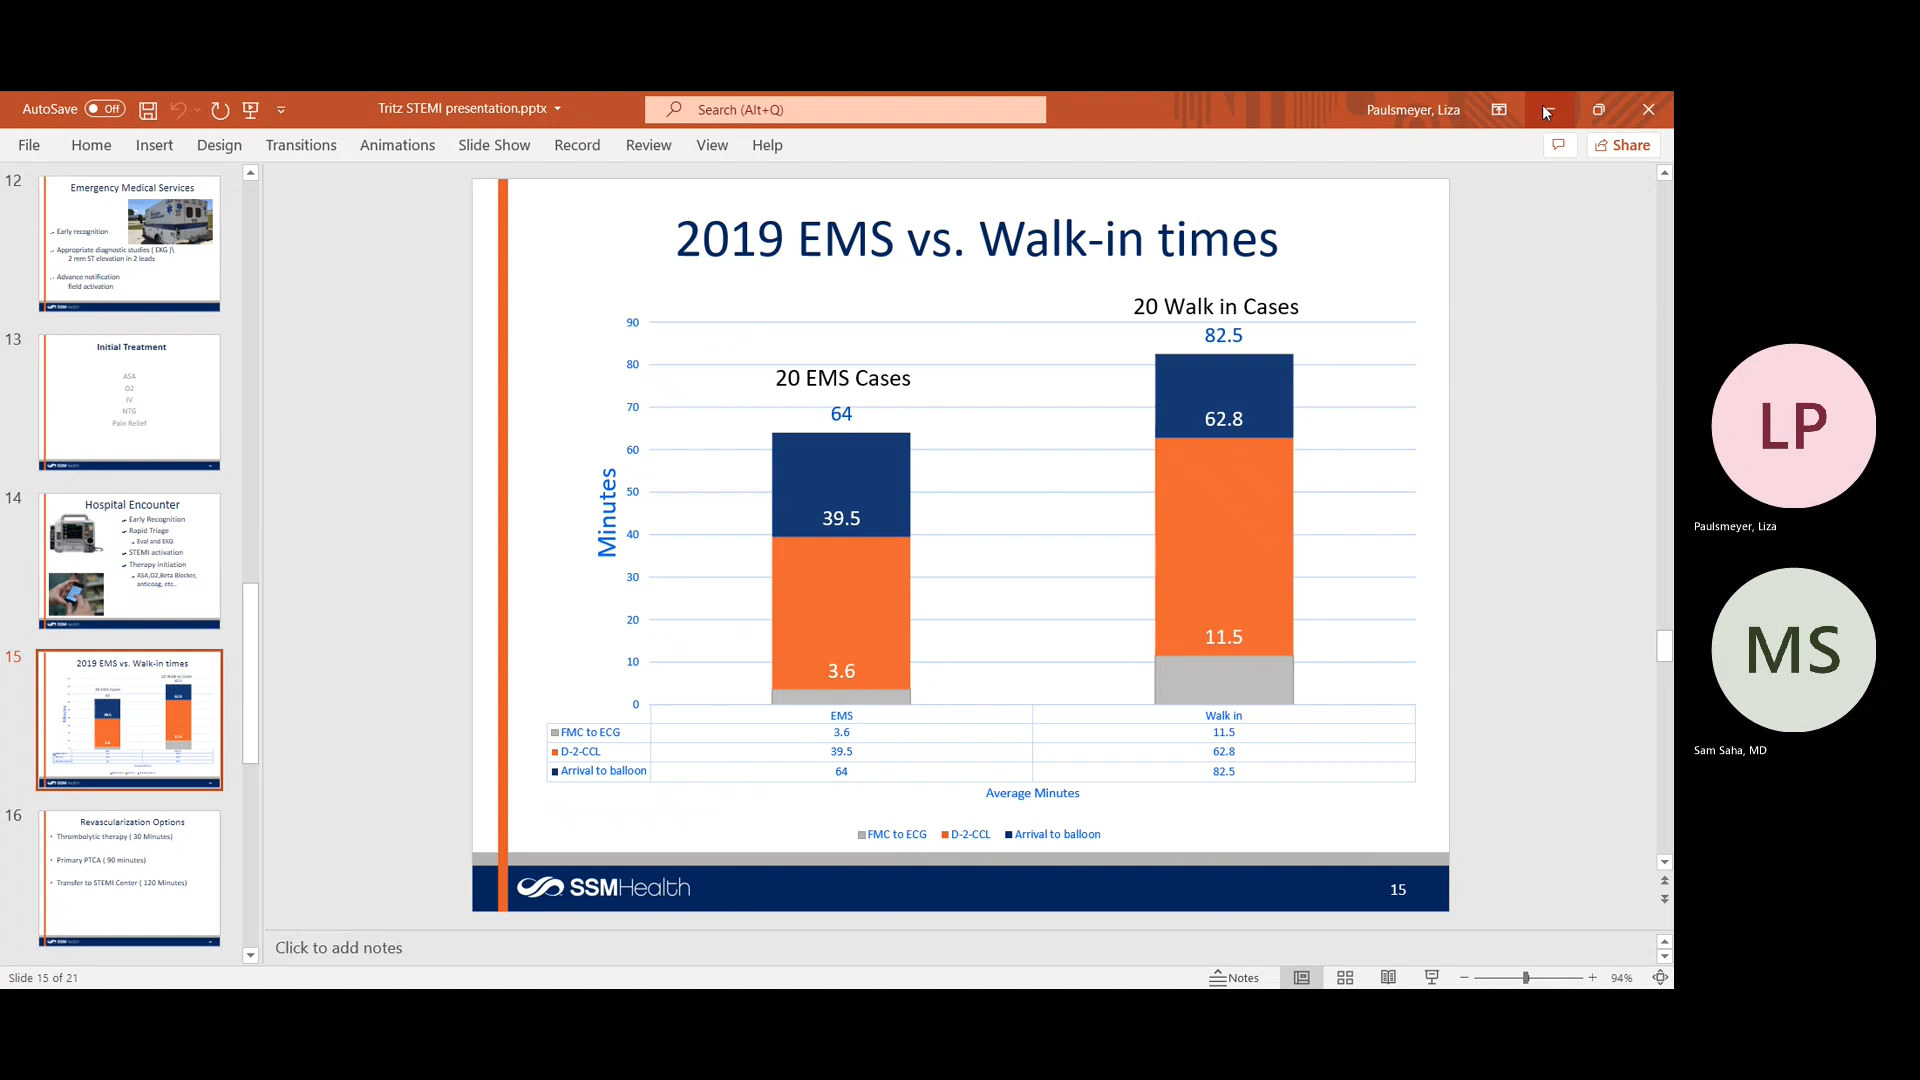 AutoSave Off
Tritz STEMI presentation.pptx
Search (Alt+Q)
Paulsmeyer, Liza
File Home Insert Design Transitions Animations Slide Show Record Review View Help
Share
12
Emergency Medical Services
Early recognition
Appropriate diagnostic studies ( EKG )\
2 mm ST elevation in 2 leads
Advance notification
field activation
13
Initial Treatment
ASA
O2
IV
NTG
Pain Relief
14
Hospital Encounter
Early Recognition
Rapid Triage
Eval and EKG
STEMI activation
Therapy initiation
ASA,O2,Beta Blocker,
anticoag, etc..
15
2019 EMS vs. Walk-in times
16
Revascularization Options
Thrombolytic therapy ( 30 Minutes)
Primary PTCA ( 90 minutes)
Transfer to STEMI Center ( 120 Minutes)
2019 EMS vs. Walk-in times
20 Walk in Cases
82.5
20 EMS Cases
64
90
80
70
60
50
40
30
20
10
0
Minutes
39.5
3.6
62.8
11.5
EMS Walk in
FMC to ECG 3.6 11.5
D-2-CCL 39.5 62.8
Arrival to balloon 64 82.5
Average Minutes
FMC to ECG D-2-CCL Arrival to balloon
SSMHealth
15
Click to add notes
Slide 15 of 21
Notes
94%
LP
Paulsmeyer, Liza
MS
Sam Saha, MD